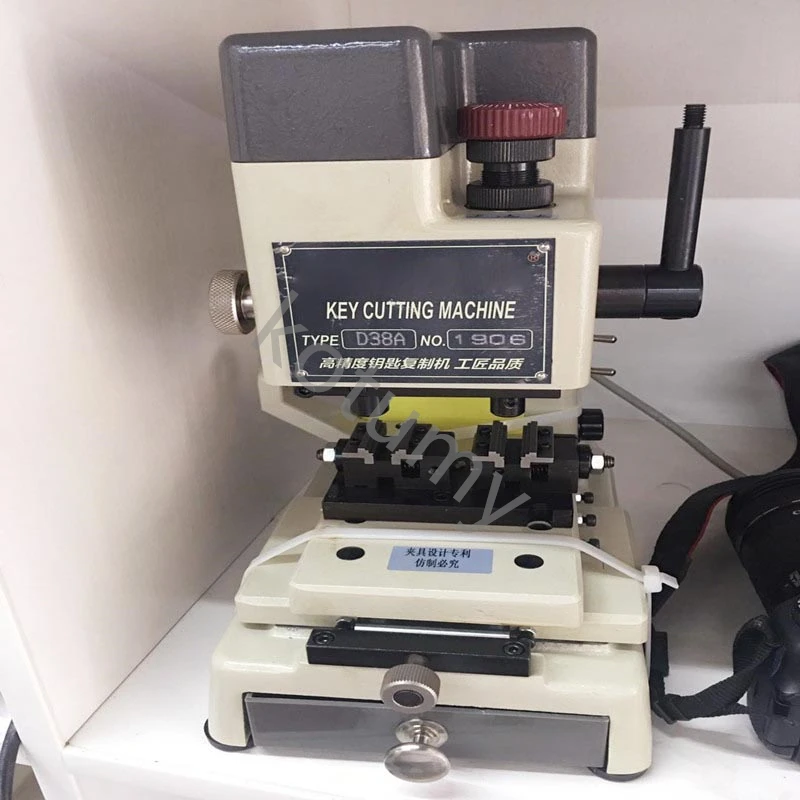 ®
KEY CUTTING MACHINE
TYPE D38A NO. 1906
高精度钥匙复制机 工匠品质
kotumy
夹具设计专利
仿制必究